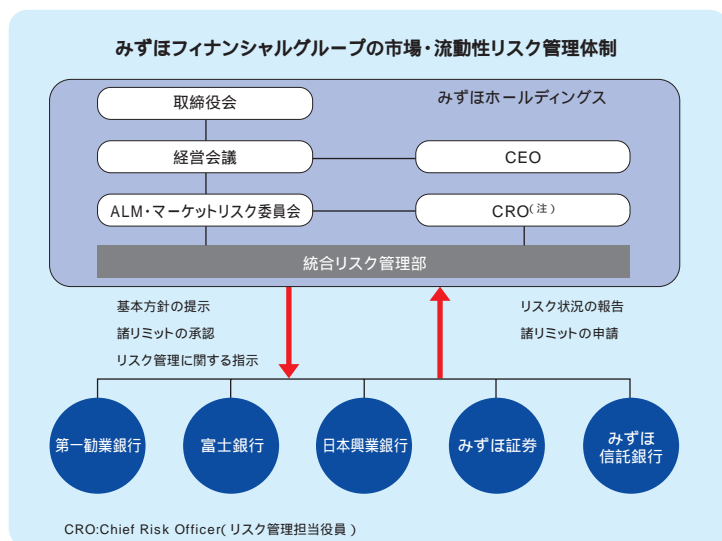 みずほフィナンシャルグループの市場・流動性リスク管理体制
みずほホールディングス
取締役会
経営会議
CEO
ALM・マーケットリスク委員会
CRO(注)
統合リスク管理部
基本方針の提示
諸リミットの承認
リスク管理に関する指示
リスク状況の報告
諸リミットの申請
第一勧業銀行
富士銀行
日本興業銀行
みずほ証券
みずほ
信託銀行
CRO:Chief Risk Officer(リスク管理担当役員)